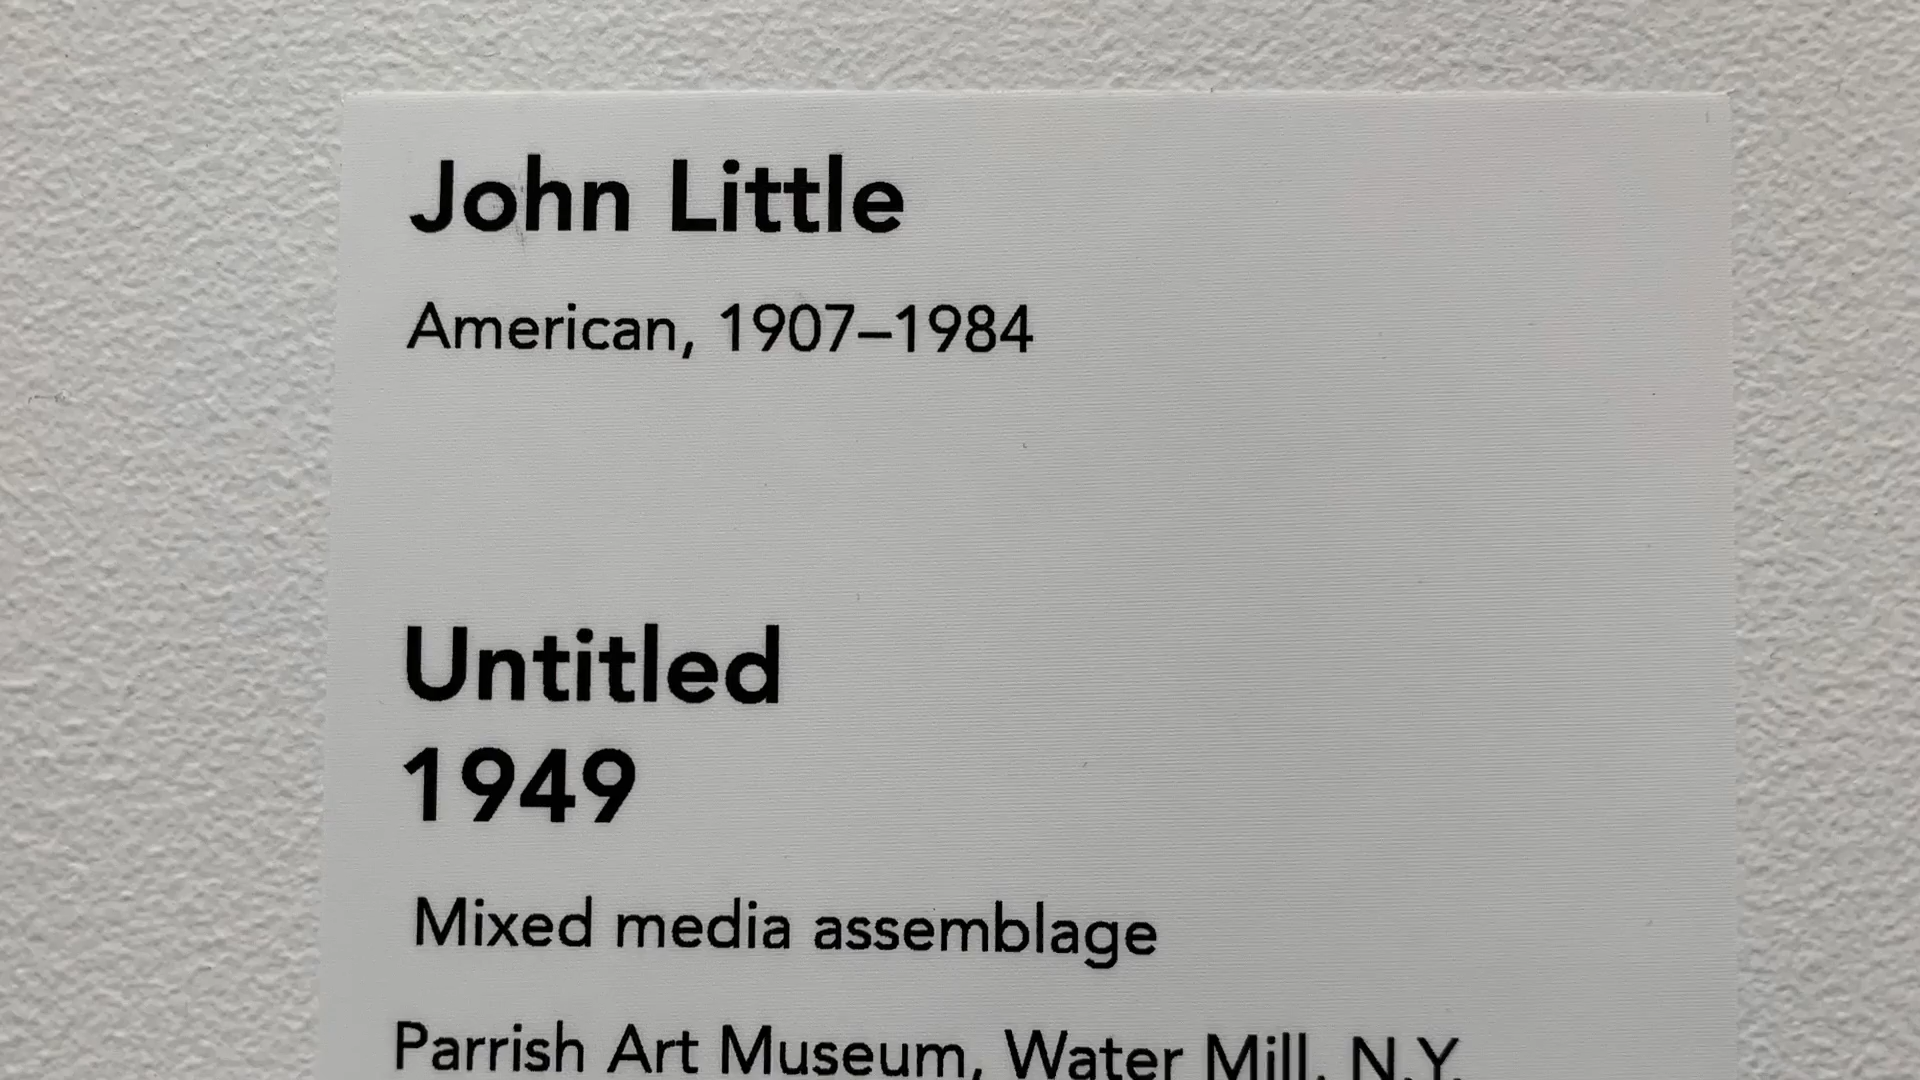 John Little
American, 1907–1984
Untitled
1949
Mixed media assemblage
Parrish Art Museum, Water Mill, N.Y.